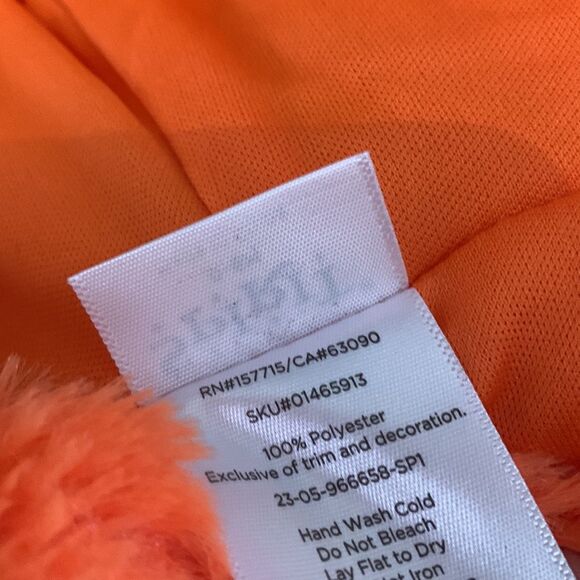 RN#157715/CA#63090
SKU#01465913
100% Polyester
Exclusive of trim and decoration.
23-05-966658-SP1
Hand Wash Cold
Do Not Bleach
Lay Flat to Dry
Iron